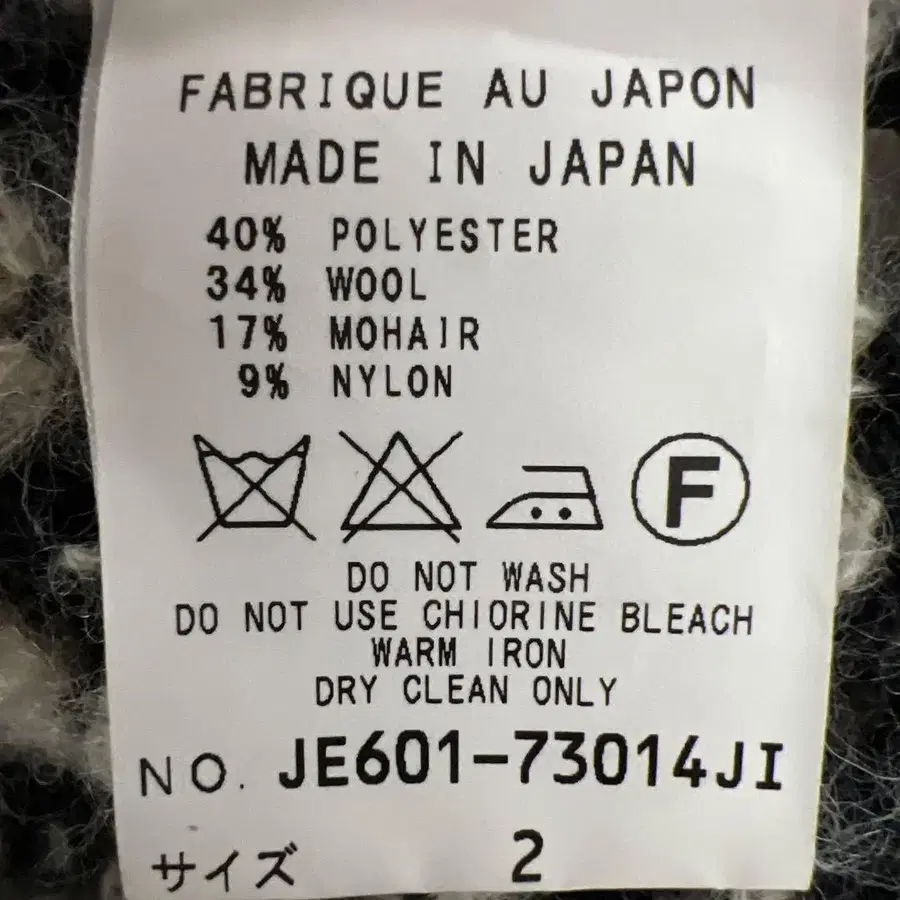 FABRIQUE AU JAPON
MADE IN JAPAN
40% POLYESTER
34% WOOL
17% MOHAIR
9% NYLON
F
DO NOT WASH
DO NOT USE CHIORINE BLEACH
WARM IRON
DRY CLEAN ONLY
NO. JE601-73014JI
サイズ 2